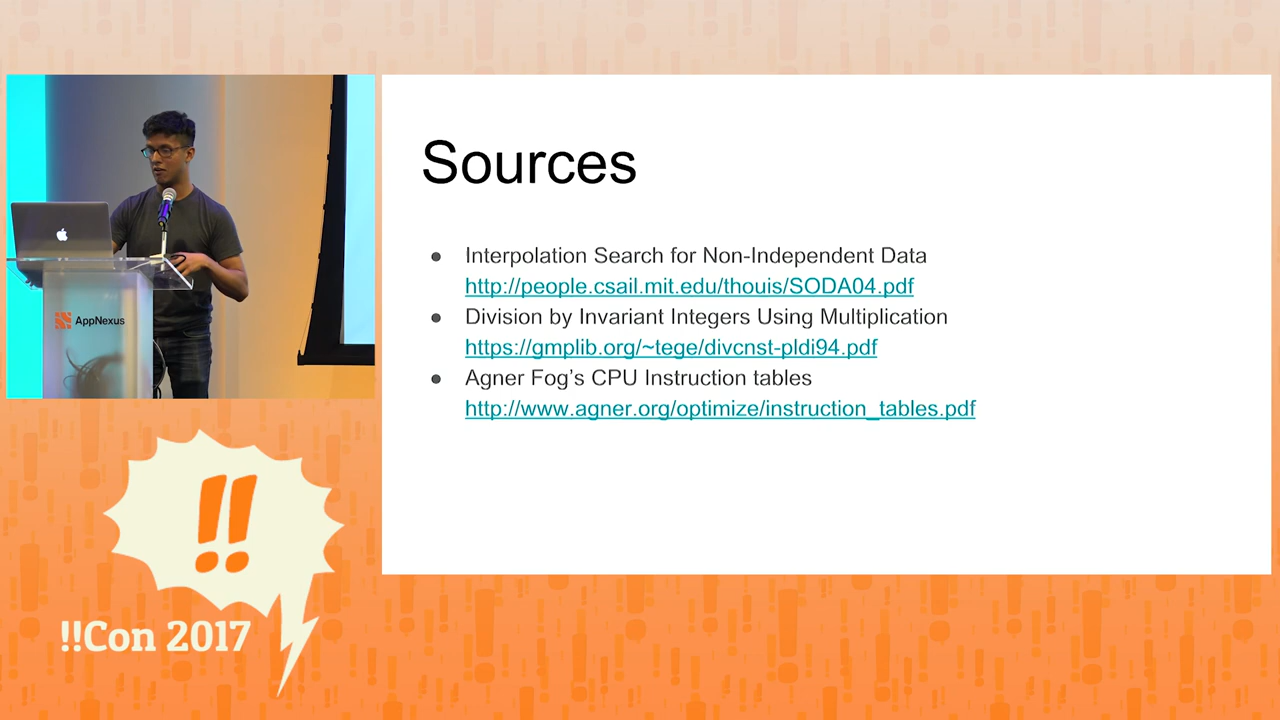 AppNexus
!!
!!Con 2017
Sources
Interpolation Search for Non-Independent Data
http://people.csail.mit.edu/thouis/SODA04.pdf
Division by Invariant Integers Using Multiplication
https://gmplib.org/~tege/divcnst-pldi94.pdf
Agner Fog’s CPU Instruction tables
http://www.agner.org/optimize/instruction_tables.pdf